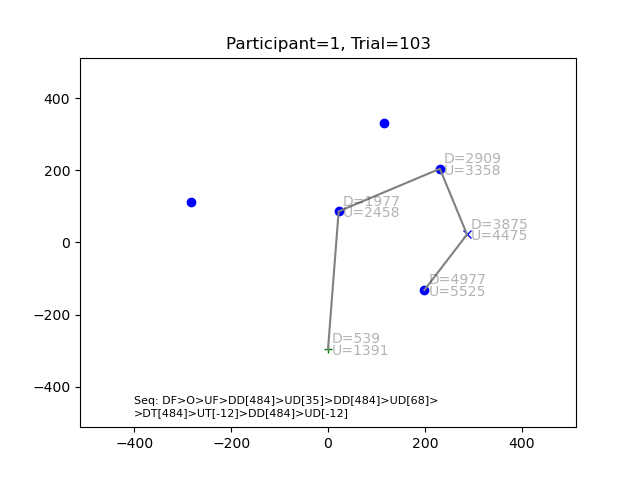 Participant=1, Trial=103
400
200
0
−200
−400
D=2909
U=3358
D=1977
U=2458
D=3875
U=4475
D=4977
U=5525
D=539
U=1391
Seq: DF>O>UF>DD[484]>UD[35]>DD[484]>UD[68]>
>DT[484]>UT[-12]>DD[484]>UD[-12]
−400 −200 0 200 400